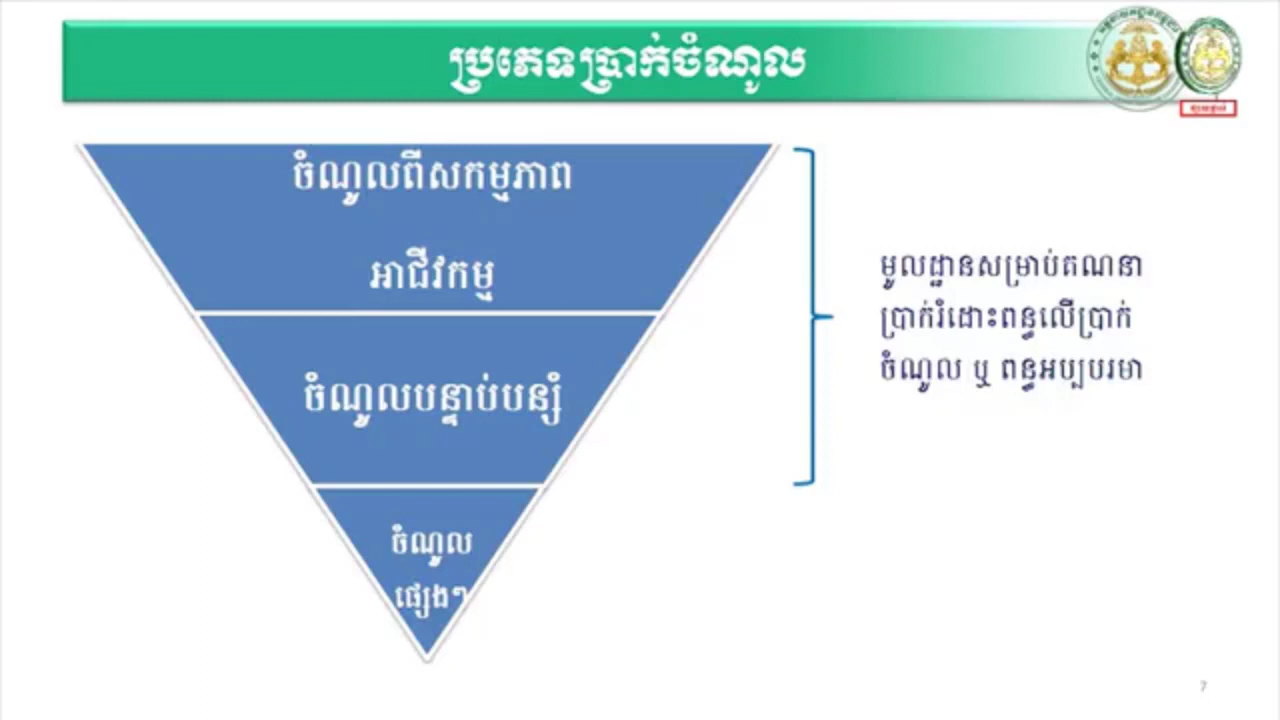 ប្រភេទប្រាក់ចំណូល
ចំណូលពីសកម្មភាព
អាជីវកម្ម
ចំណូលបន្ទាប់បន្សំ
ចំណូល
ផ្សេងៗ
មូលដ្ឋានសម្រាប់គណនា
ប្រាក់រំដោះពន្ធលើប្រាក់
ចំណូល ឬ ពន្ធអប្បបរមា
7